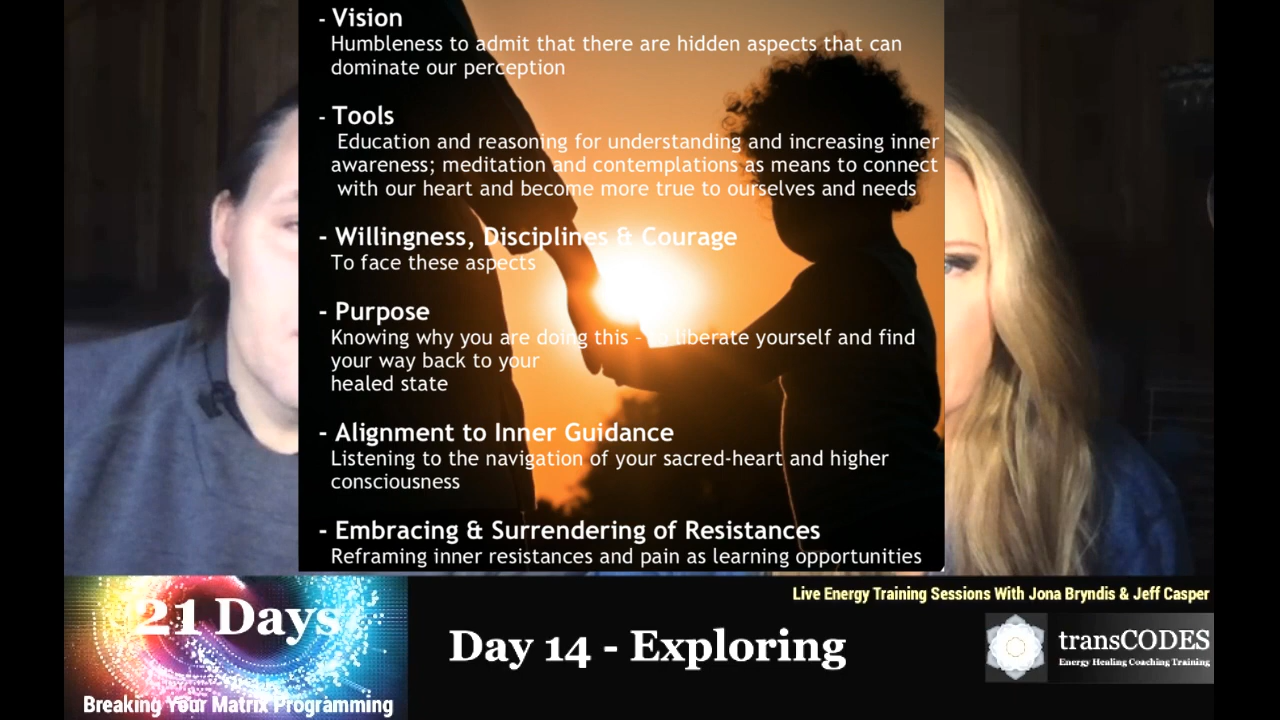 - Vision
Humbleness to admit that there are hidden aspects that can
dominate our perception
- Tools
Education and reasoning for understanding and increasing inner
awareness; meditation and contemplations as means to connect
with our heart and become more true to ourselves and needs
- Willingness, Disciplines & Courage
To face these aspects
- Purpose
Knowing why you are doing this - to liberate yourself and find
your way back to your
healed state
- Alignment to Inner Guidance
Listening to the navigation of your sacred-heart and higher
consciousness
- Embracing & Surrendering of Resistances
Reframing inner resistances and pain as learning opportunities
Live Energy Training Sessions With Jona Bryndis & Jeff Casper
21 Days
Breaking Your Matrix Programming
Day 14 - Exploring
transCODES
Energy Healing Coaching Training